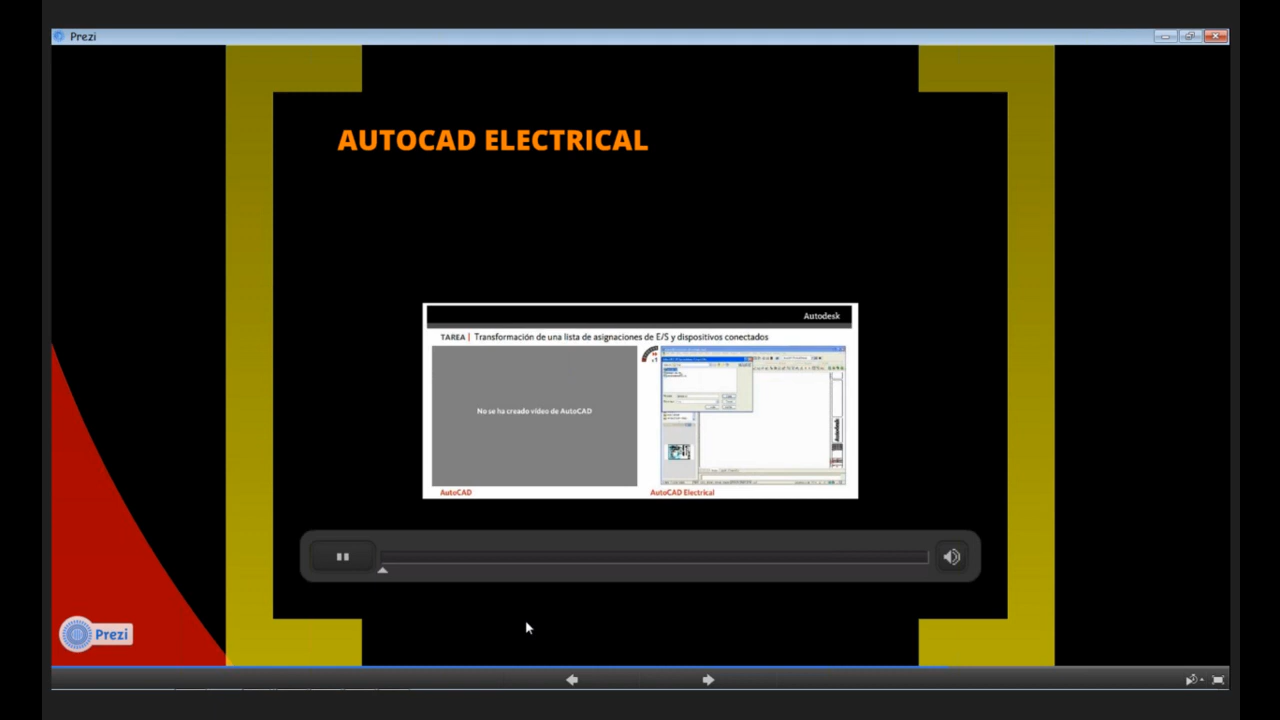 Prezi
AUTOCAD ELECTRICAL
Autodesk
TAREA | Transformación de una lista de asignaciones de E/S y dispositivos conectados
No se ha creado vídeo de AutoCAD
Autodesk
AutoCAD
AutoCAD Electrical
Prezi